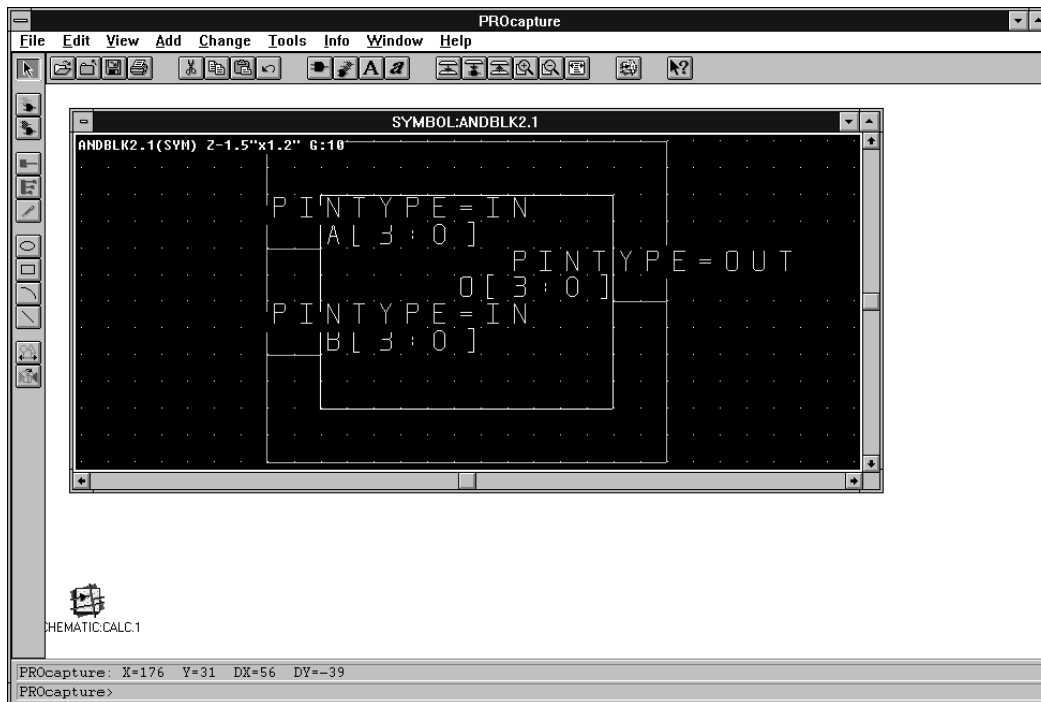 PROcapture
File Edit View Add Change Tools Info Window Help
SYMBOL:ANDBLK2.1
ANDBLK2.1(SYM) Z-1.5"x1.2" G:10
PINTYPE=IN
A[3:0]
PINTYPE=OUT
O[3:0]
PINTYPE=IN
B[3:0]
HEMATIC:CALC.1
PROcapture: X=176 Y=31 DX=56 DY=-39
PROcapture>